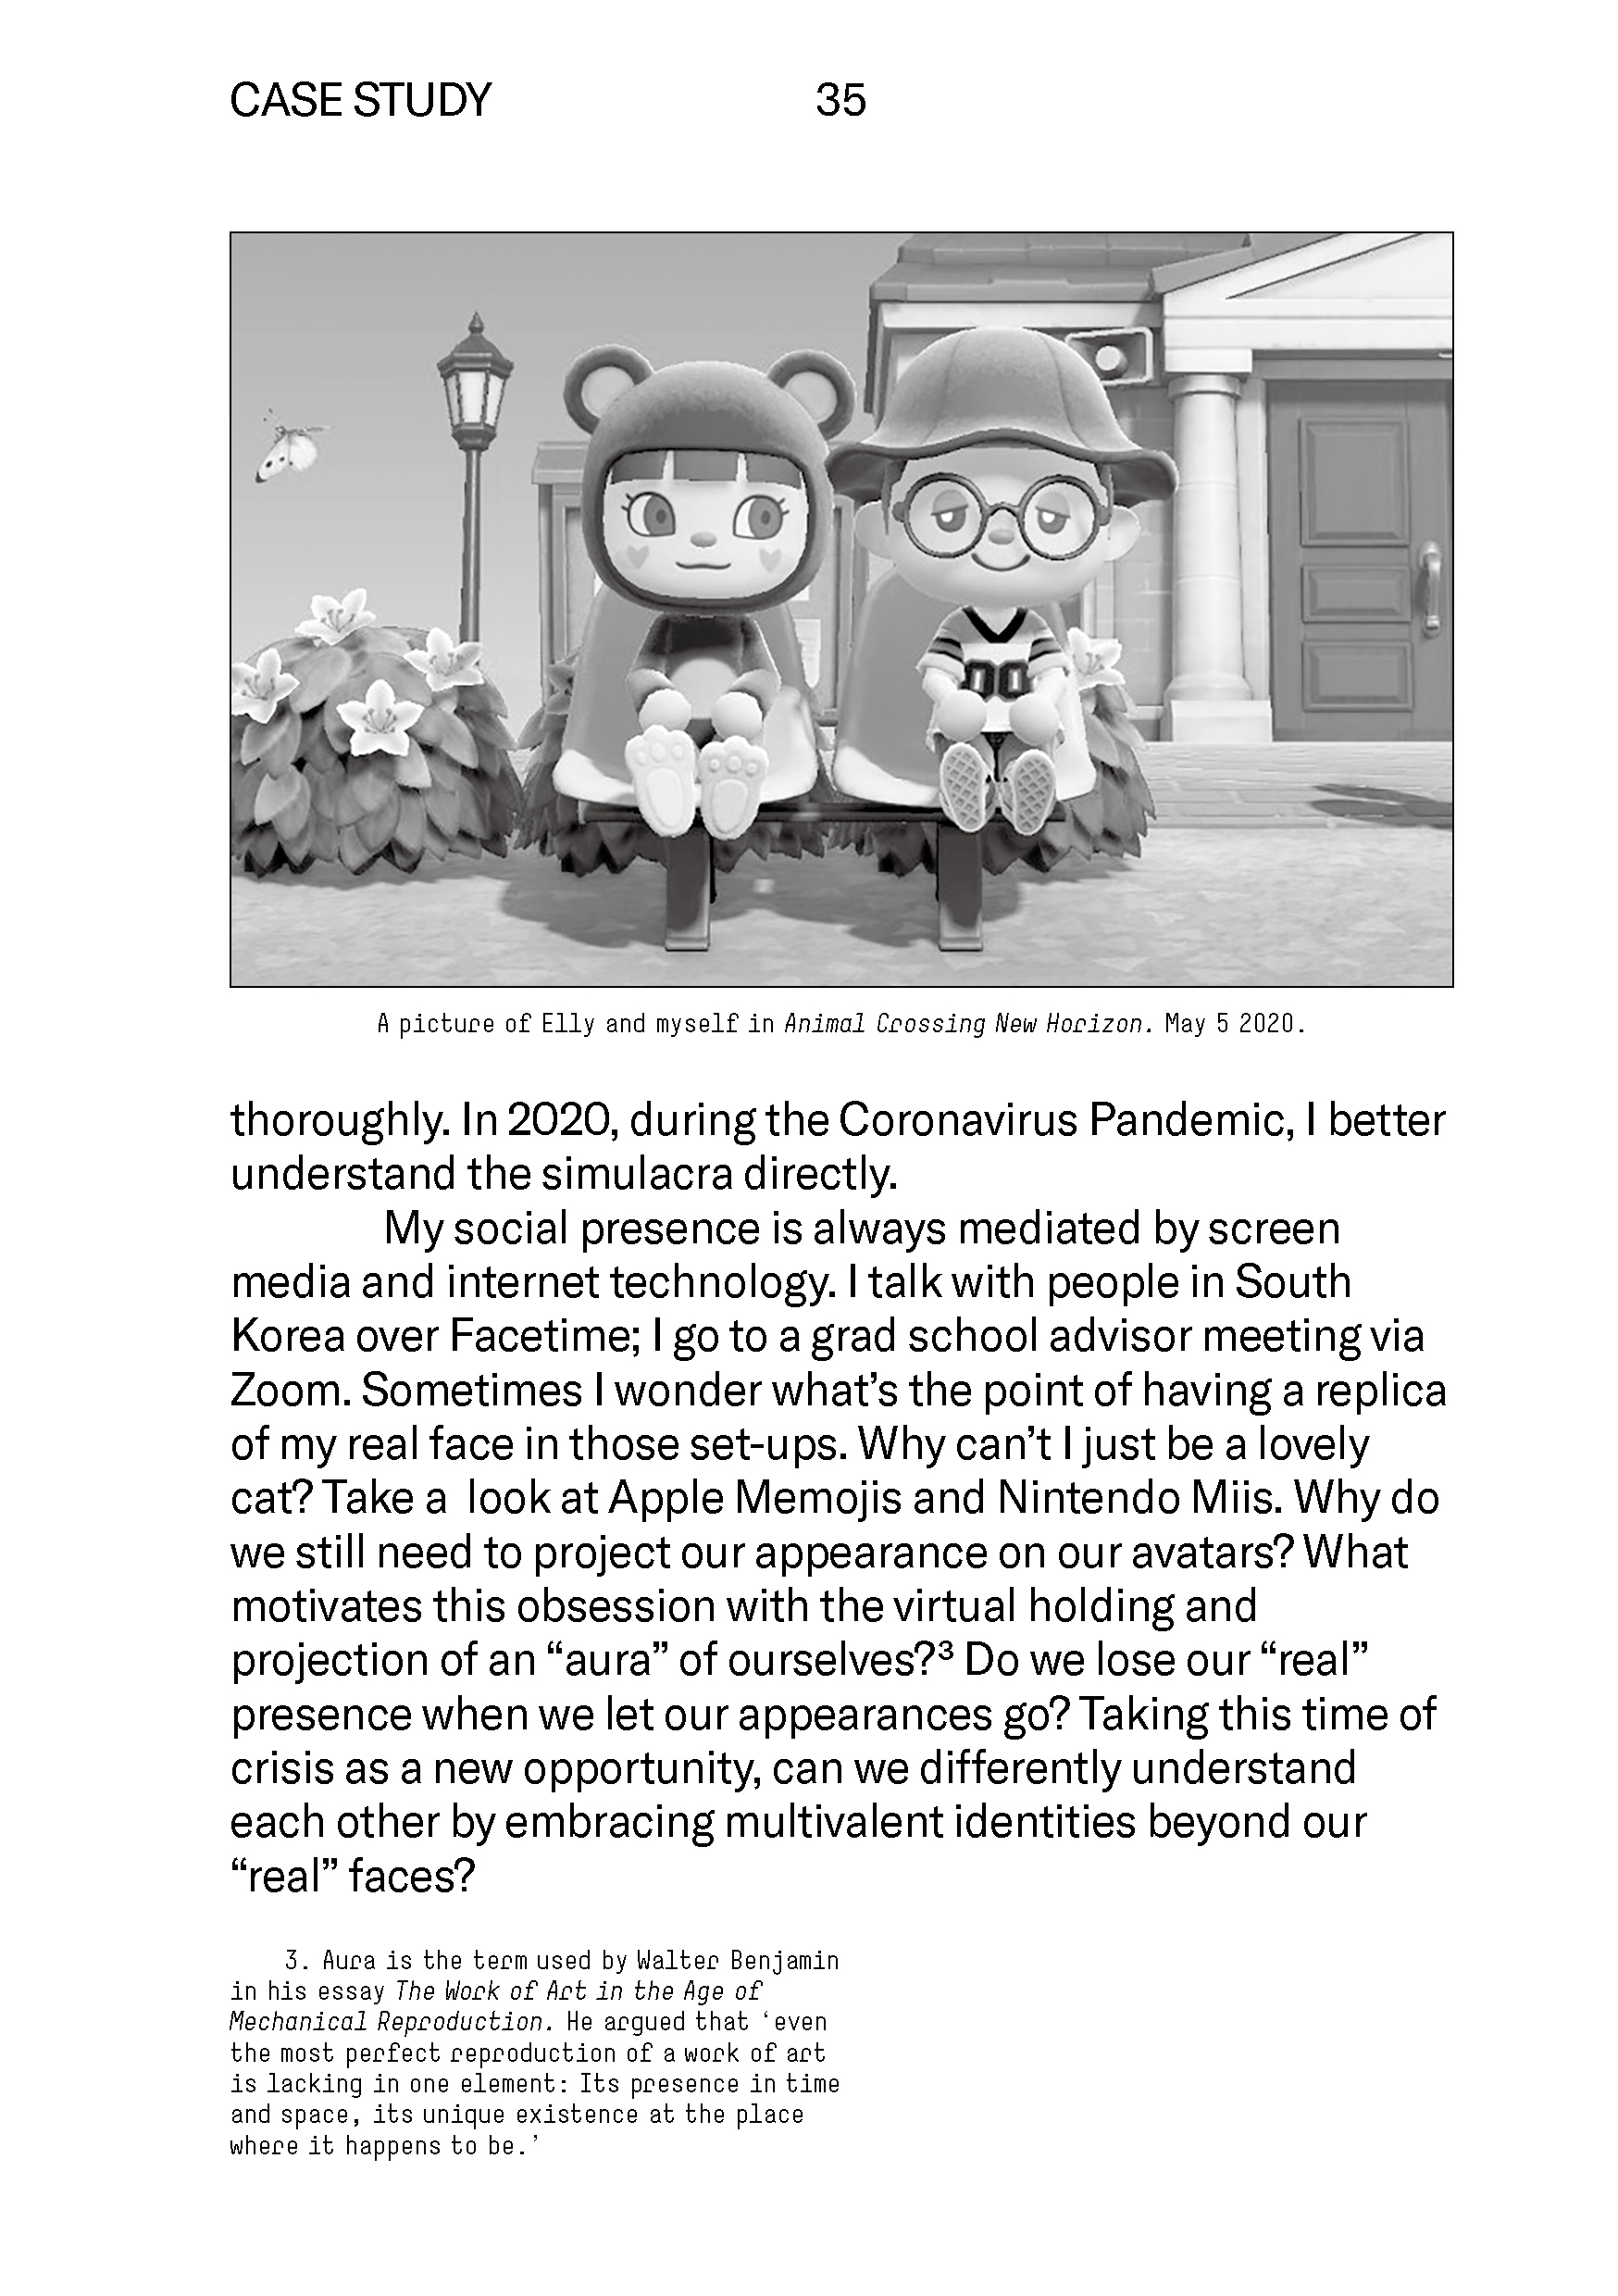 CASE STUDY 35
A picture of Elly and myself in Animal Crossing New Horizon. May 5 2020.
thoroughly. In 2020, during the Coronavirus Pandemic, I better
understand the simulacra directly.
My social presence is always mediated by screen
media and internet technology. I talk with people in South
Korea over Facetime; I go to a grad school advisor meeting via
Zoom. Sometimes I wonder what’s the point of having a replica
of my real face in those set-ups. Why can’t I just be a lovely
cat? Take a  look at Apple Memojis and Nintendo Miis. Why do
we still need to project our appearance on our avatars? What
motivates this obsession with the virtual holding and
projection of an “aura” of ourselves?³ Do we lose our “real”
presence when we let our appearances go? Taking this time of
crisis as a new opportunity, can we differently understand
each other by embracing multivalent identities beyond our
“real” faces?
3. Aura is the term used by Walter Benjamin
in his essay The Work of Art in the Age of
Mechanical Reproduction. He argued that ‘even
the most perfect reproduction of a work of art
is lacking in one element: Its presence in time
and space, its unique existence at the place
where it happens to be.’
00